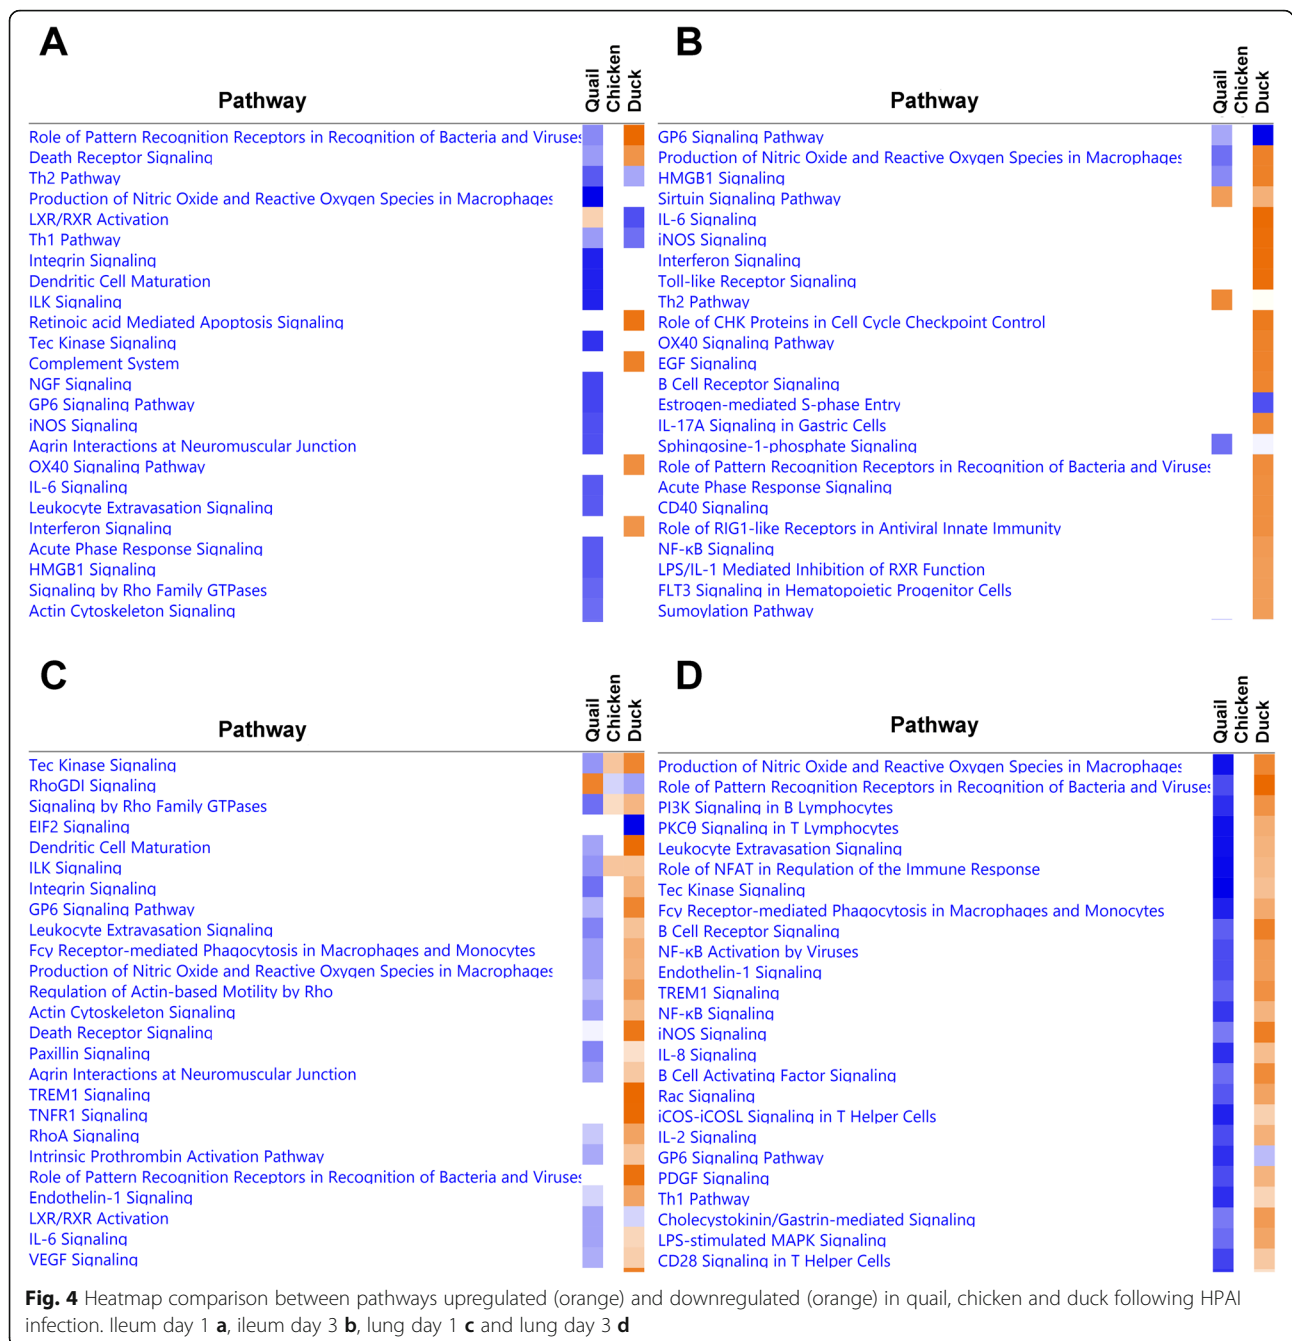 A
Pathway
Quail
Chicken
Duck
Role of Pattern Recognition Receptors in Recognition of Bacteria and Viruses
Death Receptor Signaling
Th2 Pathway
Production of Nitric Oxide and Reactive Oxygen Species in Macrophages
LXR/RXR Activation
Th1 Pathway
Integrin Signaling
Dendritic Cell Maturation
ILK Signaling
Retinoic acid Mediated Apoptosis Signaling
Tec Kinase Signaling
Complement System
NGF Signaling
GP6 Signaling Pathway
iNOS Signaling
Agrin Interactions at Neuromuscular Junction
OX40 Signaling Pathway
IL-6 Signaling
Leukocyte Extravasation Signaling
Interferon Signaling
Acute Phase Response Signaling
HMGB1 Signaling
Signaling by Rho Family GTPases
Actin Cytoskeleton Signaling
B
Pathway
Quail
Chicken
Duck
GP6 Signaling Pathway
Production of Nitric Oxide and Reactive Oxygen Species in Macrophages
HMGB1 Signaling
Sirtuin Signaling Pathway
IL-6 Signaling
iNOS Signaling
Interferon Signaling
Toll-like Receptor Signaling
Th2 Pathway
Role of CHK Proteins in Cell Cycle Checkpoint Control
OX40 Signaling Pathway
EGF Signaling
B Cell Receptor Signaling
Estrogen-mediated S-phase Entry
IL-17A Signaling in Gastric Cells
Sphingosine-1-phosphate Signaling
Role of Pattern Recognition Receptors in Recognition of Bacteria and Viruses
Acute Phase Response Signaling
CD40 Signaling
Role of RIG1-like Receptors in Antiviral Innate Immunity
NF-κB Signaling
LPS/IL-1 Mediated Inhibition of RXR Function
FLT3 Signaling in Hematopoietic Progenitor Cells
Sumoylation Pathway
C
Pathway
Quail
Chicken
Duck
Tec Kinase Signaling
RhoGDI Signaling
Signaling by Rho Family GTPases
EIF2 Signaling
Dendritic Cell Maturation
ILK Signaling
Integrin Signaling
GP6 Signaling Pathway
Leukocyte Extravasation Signaling
Fcγ Receptor-mediated Phagocytosis in Macrophages and Monocytes
Production of Nitric Oxide and Reactive Oxygen Species in Macrophages
Regulation of Actin-based Motility by Rho
Actin Cytoskeleton Signaling
Death Receptor Signaling
Paxillin Signaling
Agrin Interactions at Neuromuscular Junction
TREM1 Signaling
TNFR1 Signaling
RhoA Signaling
Intrinsic Prothrombin Activation Pathway
Role of Pattern Recognition Receptors in Recognition of Bacteria and Viruses
Endothelin-1 Signaling
LXR/RXR Activation
IL-6 Signaling
VEGF Signaling
D
Pathway
Quail
Chicken
Duck
Production of Nitric Oxide and Reactive Oxygen Species in Macrophages
Role of Pattern Recognition Receptors in Recognition of Bacteria and Viruses
PI3K Signaling in B Lymphocytes
PKCθ Signaling in T Lymphocytes
Leukocyte Extravasation Signaling
Role of NFAT in Regulation of the Immune Response
Tec Kinase Signaling
Fcγ Receptor-mediated Phagocytosis in Macrophages and Monocytes
B Cell Receptor Signaling
NF-κB Activation by Viruses
Endothelin-1 Signaling
TREM1 Signaling
NF-κB Signaling
iNOS Signaling
IL-8 Signaling
B Cell Activating Factor Signaling
Rac Signaling
iCOS-iCOSL Signaling in T Helper Cells
IL-2 Signaling
GP6 Signaling Pathway
PDGF Signaling
Th1 Pathway
Cholecystokinin/Gastrin-mediated Signaling
LPS-stimulated MAPK Signaling
CD28 Signaling in T Helper Cells
Fig. 4 Heatmap comparison between pathways upregulated (orange) and downregulated (orange) in quail, chicken and duck following HPAI
infection. Ileum day 1 a, ileum day 3 b, lung day 1 c and lung day 3 d